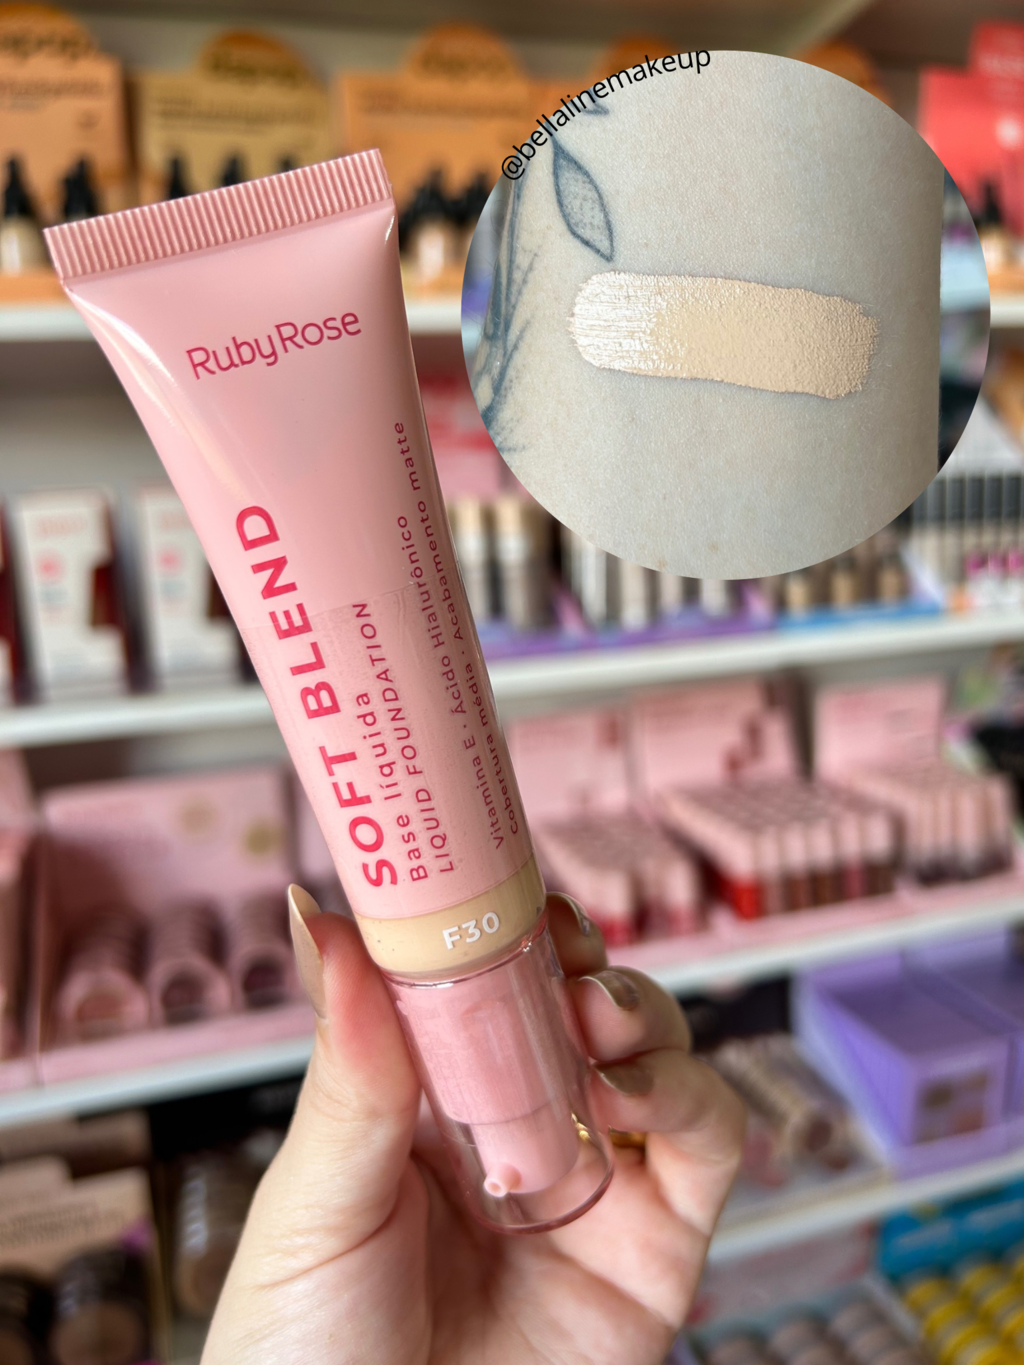 @bellalinemakeup
RubyRose
SOFT BLEND
Base líquida
LIQUID FOUNDATION
Vitamina E . Ácido Hialurônico
Cobertura média . Acabamento matte
F30